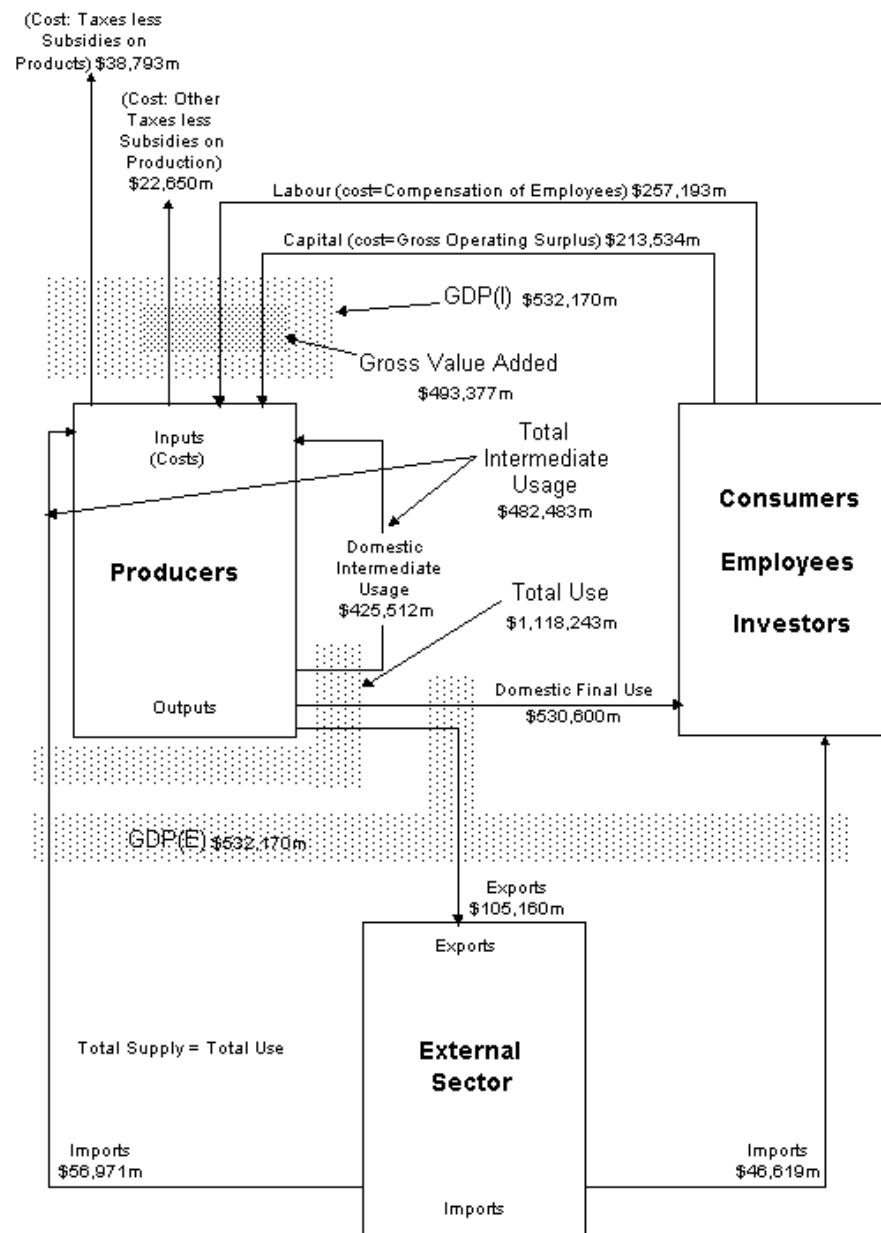 (Cost: Taxes less
Subsidies on
Products) $38,793m
(Cost: Other
Taxes less
Subsidies on
Production)
$22,650m
Labour (cost=Compensation of Employees) $257,193m
Capital (cost=Gross Operating Surplus) $213,534m
GDP(I) $532,170m
Gross Value Added
$493,377m
Inputs
(Costs)
Total
Intermediate
Usage
$482,483m
Consumers
Employees
Investors
Producers
Domestic
Intermediate
Usage
$425,512m
Total Use
$1,118,243m
Outputs
Domestic Final Use
$530,600m
GDP(E) $532,170m
Exports
$105,160m
Exports
Total Supply = Total Use
External
Sector
Imports
$56,971m
Imports
$46,619m
Imports